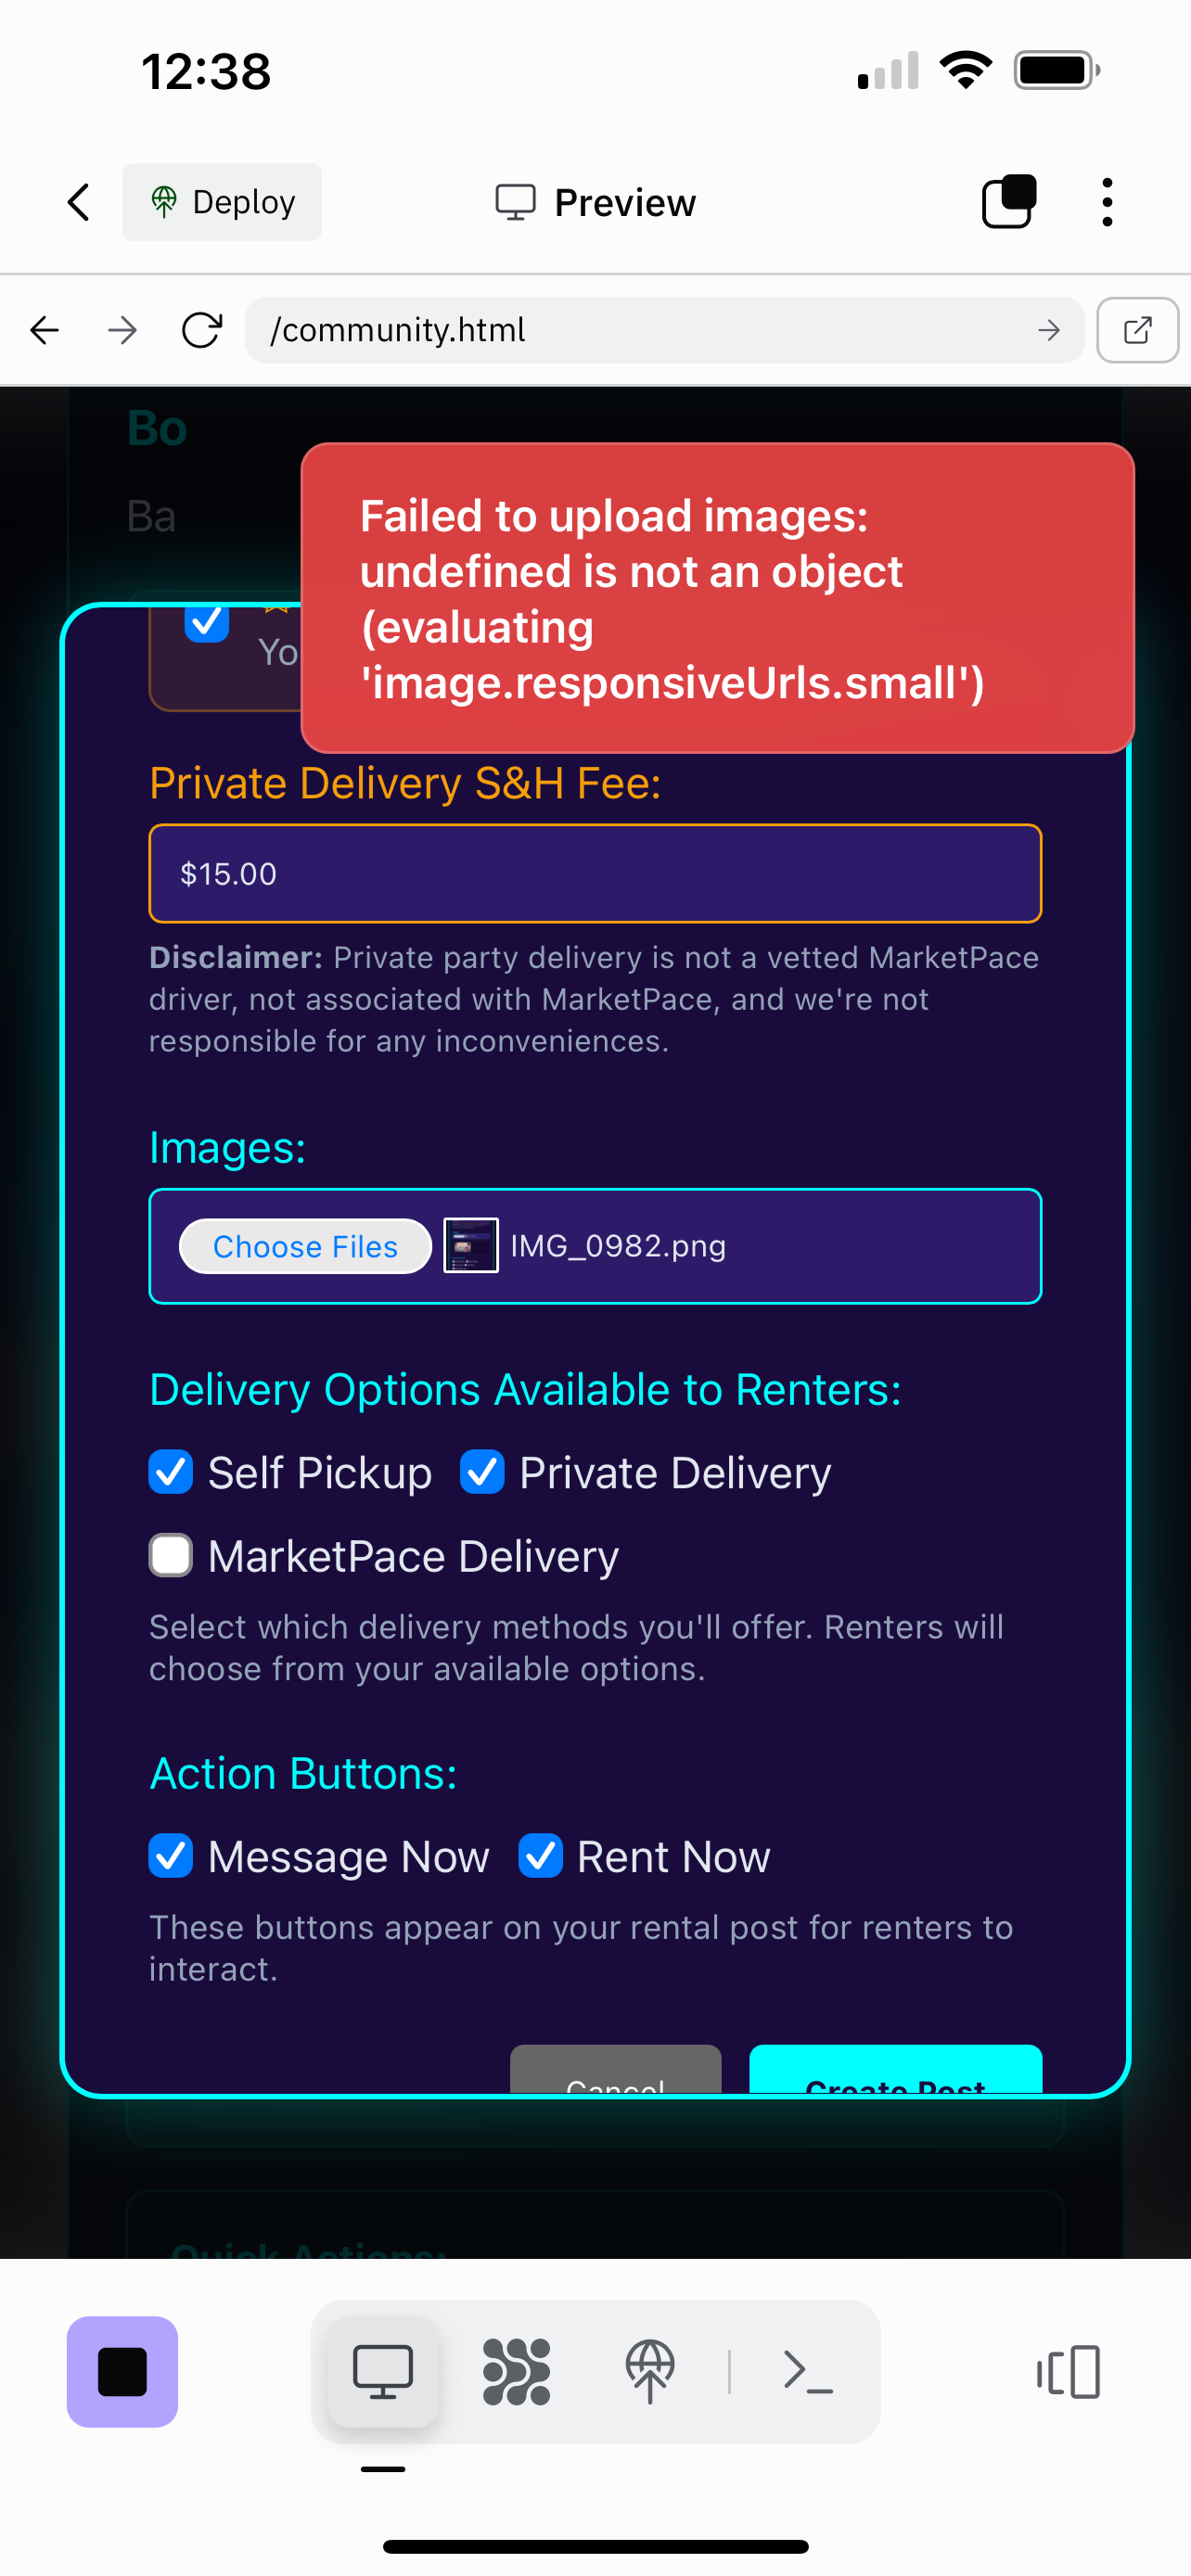 12:38
Deploy
Preview
/community.html
Bo
Ba
Failed to upload images:
undefined is not an object
(evaluating
'image.responsiveUrls.small')
Yo
Private Delivery S&H Fee:
$15.00
Disclaimer: Private party delivery is not a vetted MarketPace
driver, not associated with MarketPace, and we're not
responsible for any inconveniences.
Images:
Choose Files IMG_0982.png
Delivery Options Available to Renters:
Self Pickup Private Delivery
MarketPace Delivery
Select which delivery methods you'll offer. Renters will
choose from your available options.
Action Buttons:
Message Now Rent Now
These buttons appear on your rental post for renters to
interact.
Cancel Create Post
Quick Actions: